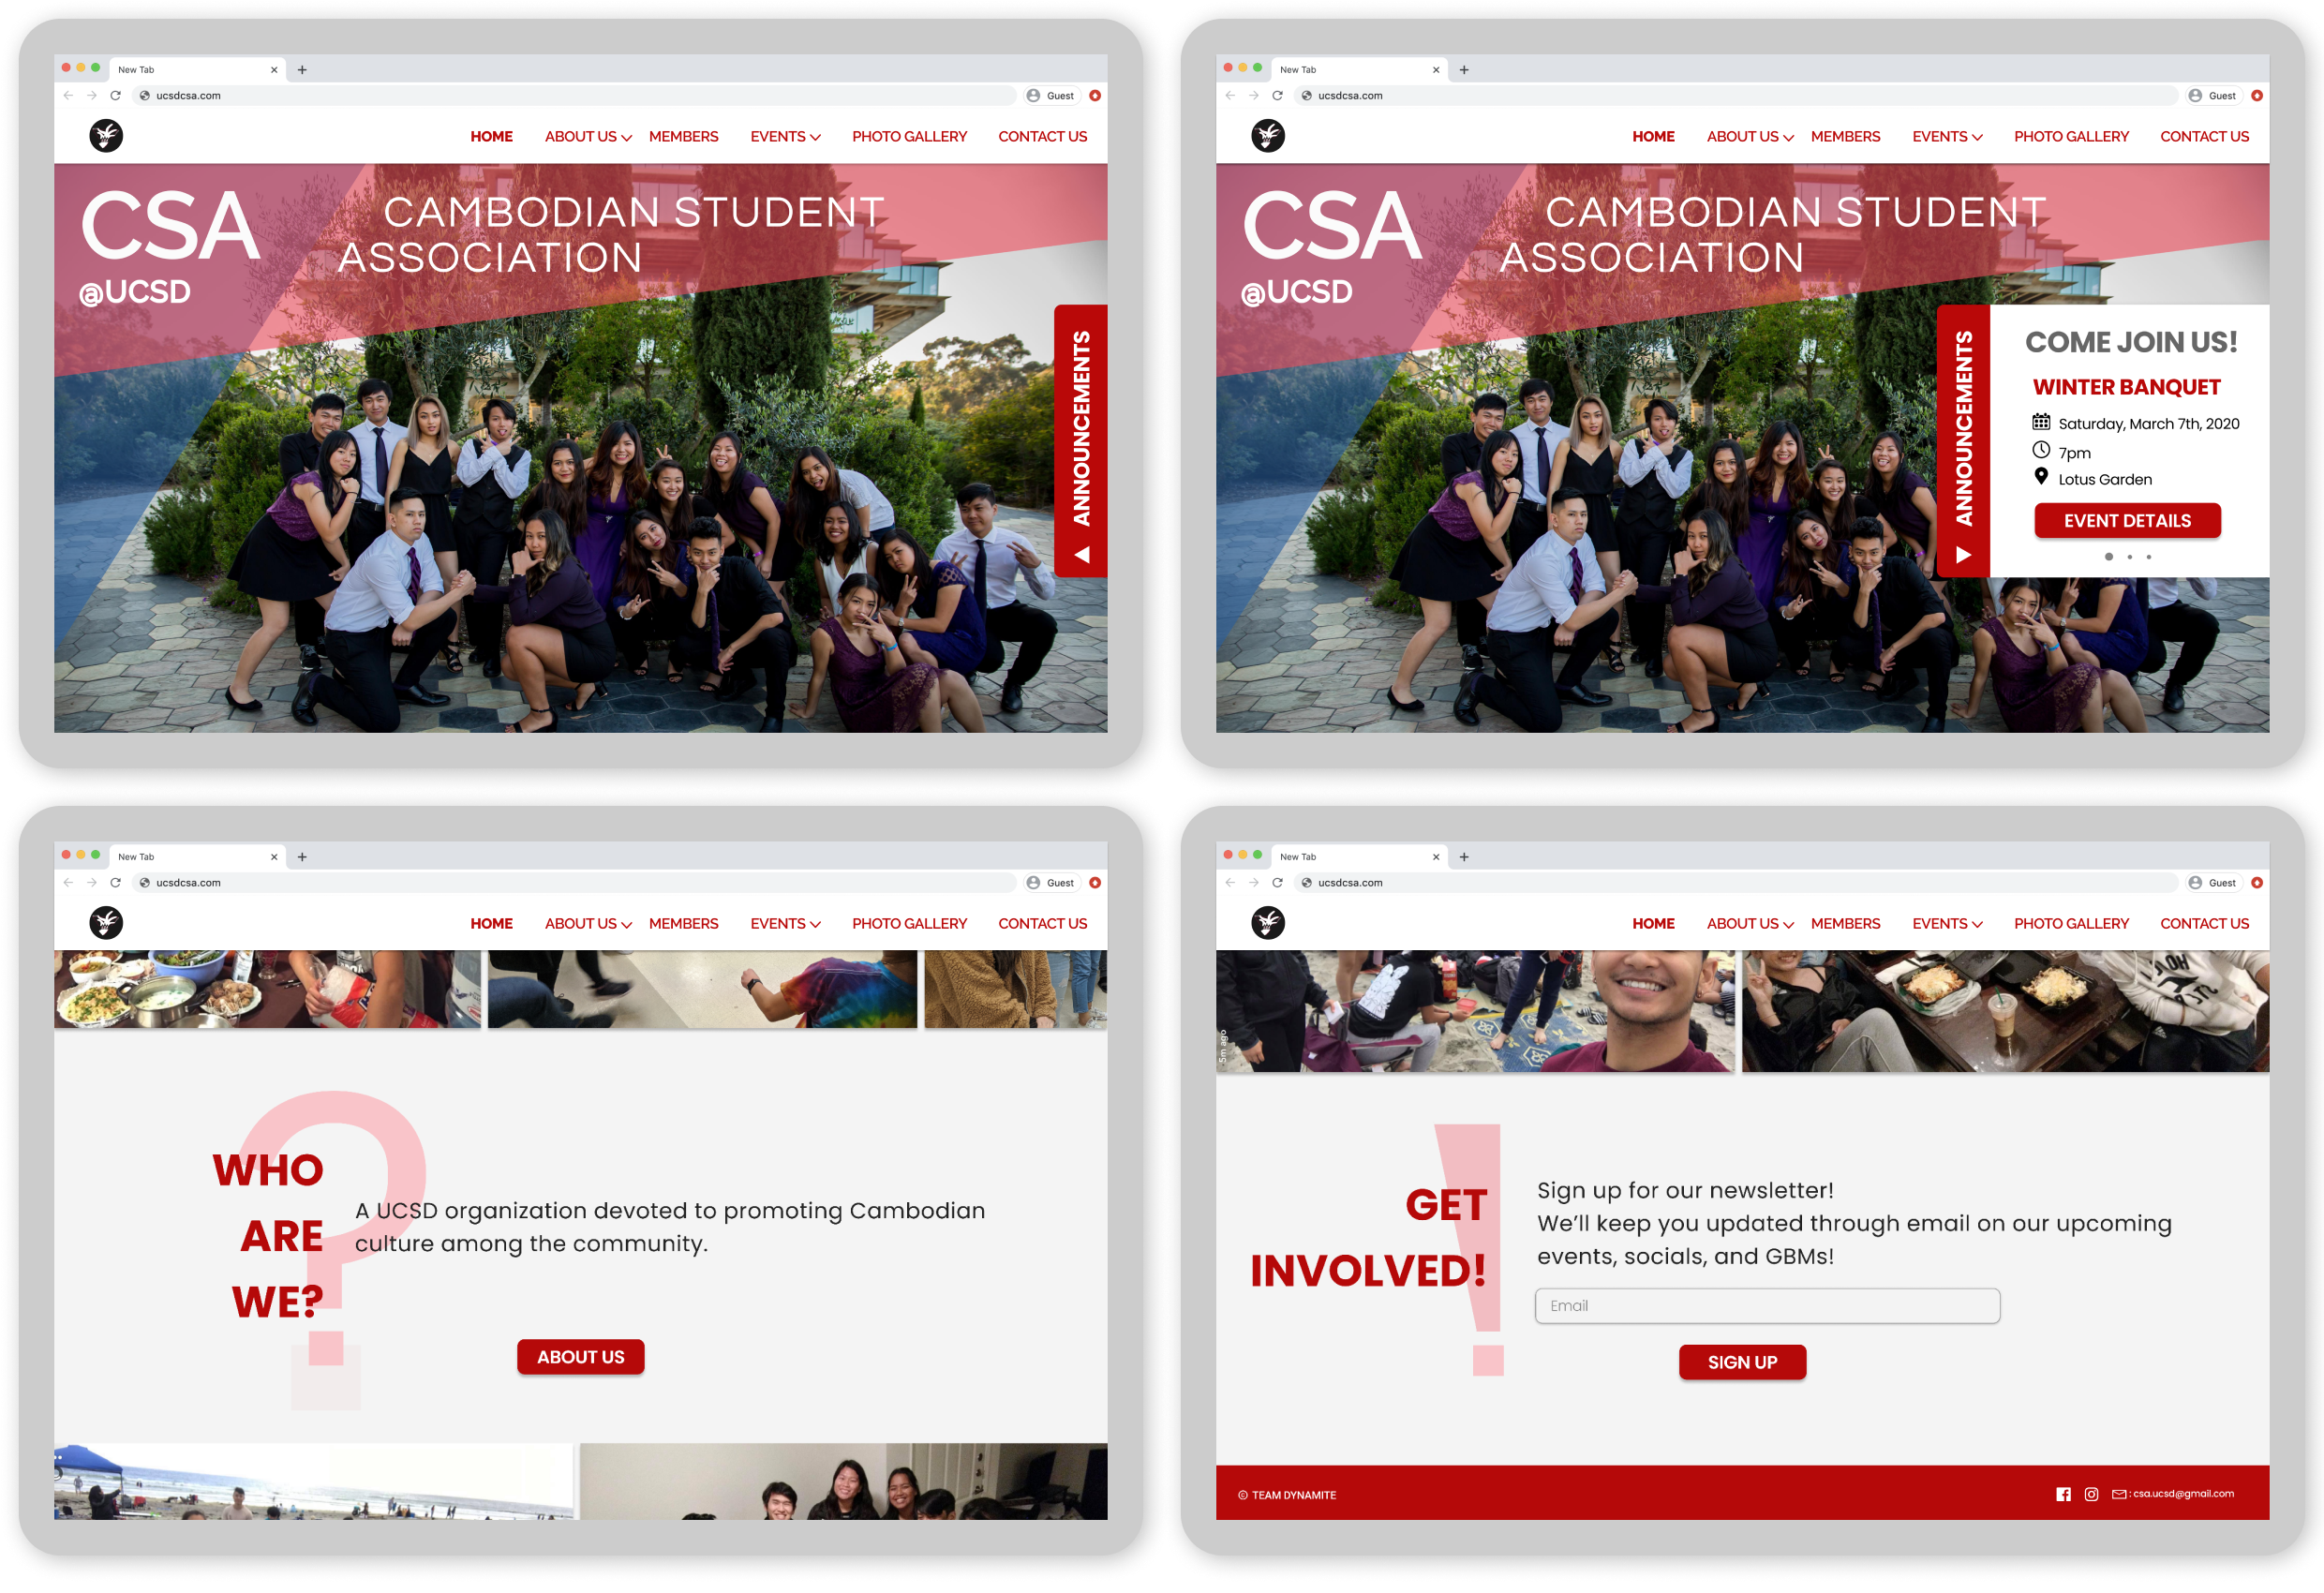 New Tab
ucsdcsa.com
Guest
HOME ABOUT US MEMBERS EVENTS PHOTO GALLERY CONTACT US
CSA
@UCSD
CAMBODIAN STUDENT
ASSOCIATION
ANNOUNCEMENTS
New Tab
ucsdcsa.com
Guest
HOME ABOUT US MEMBERS EVENTS PHOTO GALLERY CONTACT US
CSA
@UCSD
CAMBODIAN STUDENT
ASSOCIATION
ANNOUNCEMENTS
COME JOIN US!
WINTER BANQUET
Saturday, March 7th, 2020
7pm
Lotus Garden
EVENT DETAILS
New Tab
ucsdcsa.com
Guest
HOME ABOUT US MEMBERS EVENTS PHOTO GALLERY CONTACT US
?
WHO
ARE
WE?
A UCSD organization devoted to promoting Cambodian
culture among the community.
ABOUT US
New Tab
ucsdcsa.com
Guest
HOME ABOUT US MEMBERS EVENTS PHOTO GALLERY CONTACT US
5m ago
!
GET
INVOLVED!
Sign up for our newsletter!
We’ll keep you updated through email on our upcoming
events, socials, and GBMs!
Email
SIGN UP
© TEAM DYNAMITE
: csa.ucsd@gmail.com